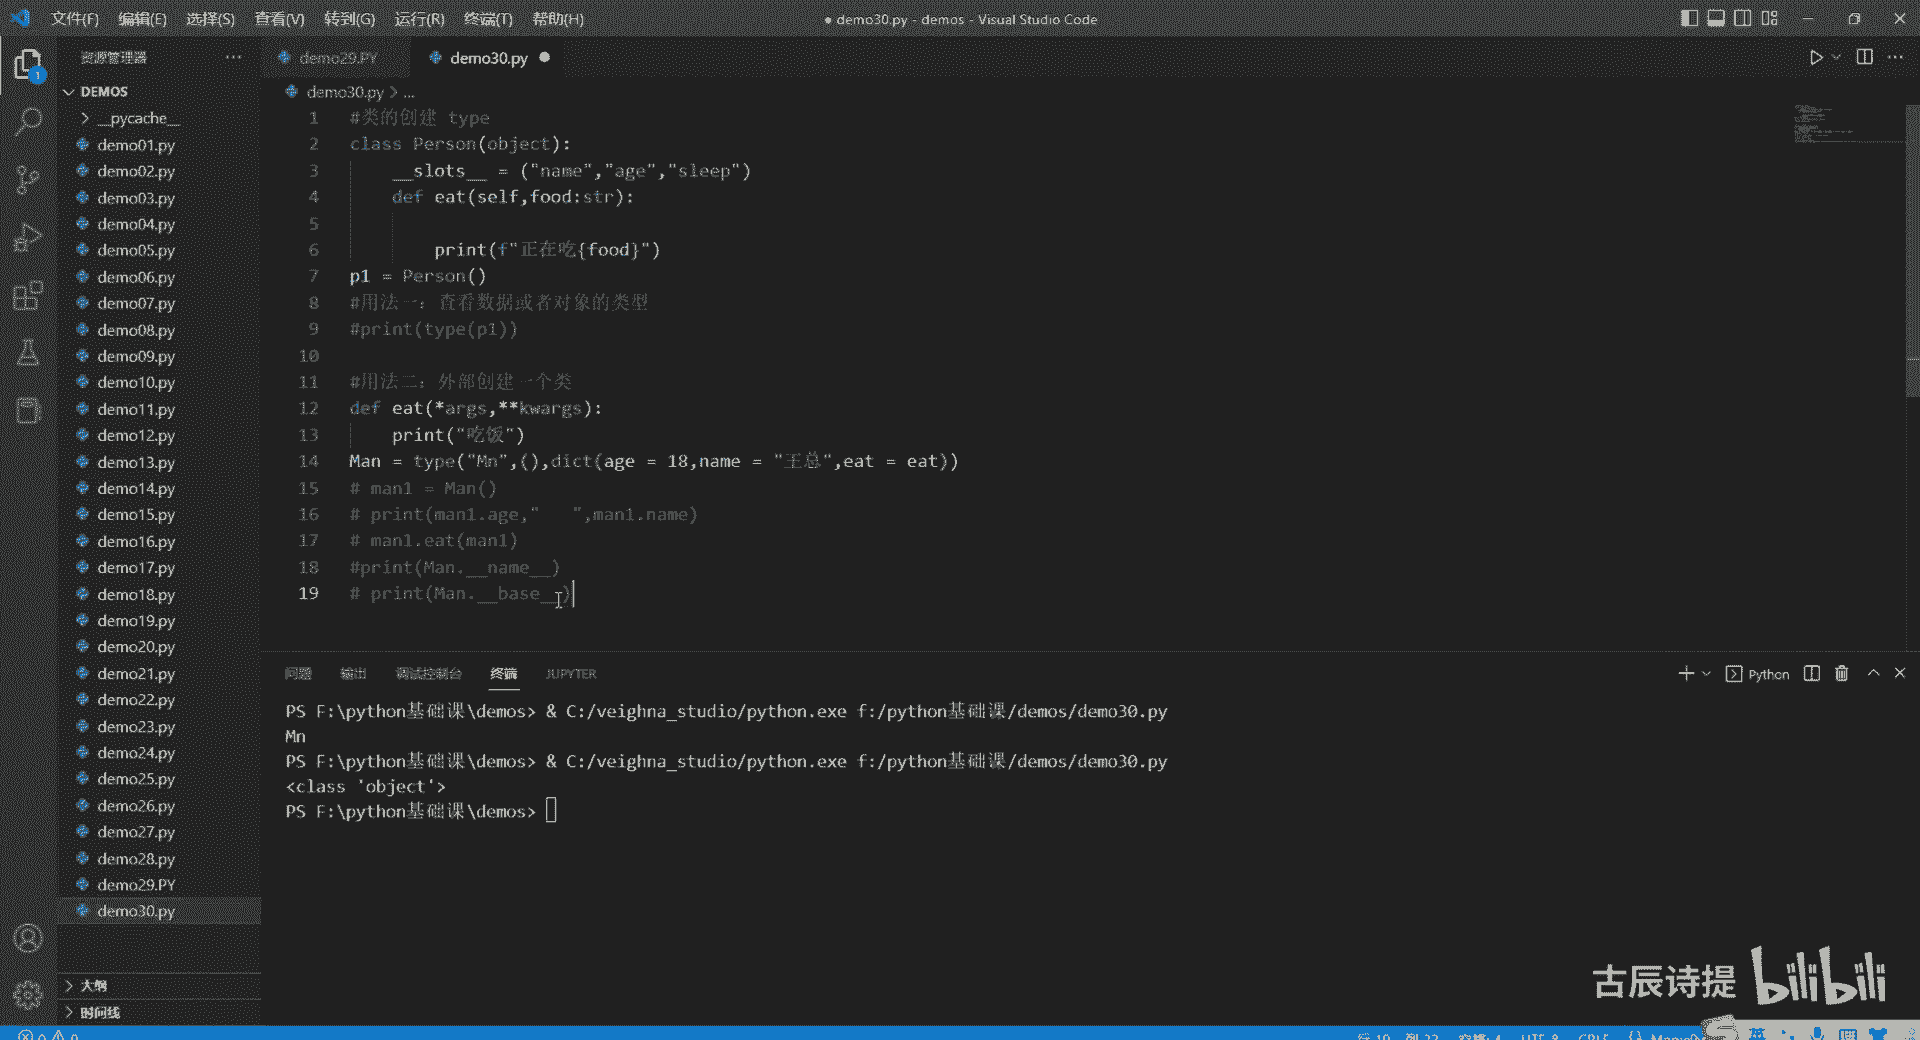 文件(F) 编辑(E) 选择(S) 查看(V) 转到(G) 运行(R) 终端(T) 帮助(H)
● demo30.py - demos - Visual Studio Code
资源管理器 ···
demo29.PY
demo30.py ●
1
DEMOS
demo30.py > ...
__pycache__
demo01.py
demo02.py
demo03.py
demo04.py
demo05.py
demo06.py
demo07.py
demo08.py
demo09.py
demo10.py
demo11.py
demo12.py
demo13.py
demo14.py
demo15.py
demo16.py
demo17.py
demo18.py
demo19.py
demo20.py
demo21.py
demo22.py
demo23.py
demo24.py
demo25.py
demo26.py
demo27.py
demo28.py
demo29.PY
demo30.py
大纲
时间线
1 #类的创建 type
2 class Person(object):
3 __slots__ = ("name","age","sleep")
4 def eat(self,food:str):
5
6 print(f"正在吃{food}")
7 p1 = Person()
8 #用法一：查看数据或者对象的类型
9 #print(type(p1))
10
11 #用法二：外部创建一个类
12 def eat(*args,**kwargs):
13 print("吃饭")
14 Man = type("Mn",(),dict(age = 18,name = "王总",eat = eat))
15 # man1 = Man()
16 # print(man1.age,"   ",man1.name)
17 # man1.eat(man1)
18 #print(Man.__name__)
19 # print(Man.__base__)
问题 输出 调试控制台 终端 JUPYTER
Python
PS F:\python基础课\demos> & C:/veighna_studio/python.exe f:/python基础课/demos/demo30.py
Mn
PS F:\python基础课\demos> & C:/veighna_studio/python.exe f:/python基础课/demos/demo30.py
<class 'object'>
PS F:\python基础课\demos>
古辰诗提 bilibili
英